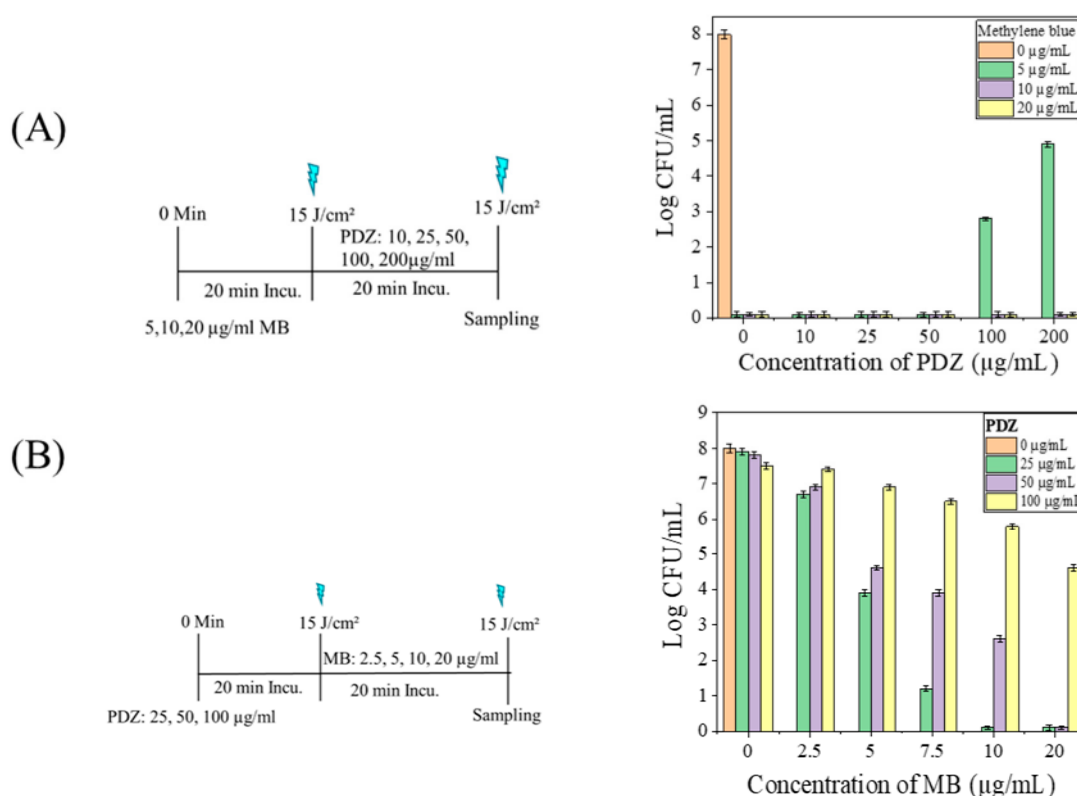 (A)
0 Min
15 J/cm²
15 J/cm²
PDZ: 10, 25, 50,
100, 200µg/ml
20 min Incu.
20 min Incu.
5,10,20 µg/ml MB
Sampling
Log CFU/mL
8
7
6
5
4
3
2
1
0
Methylene blue
0 µg/mL
5 µg/mL
10 µg/mL
20 µg/mL
0 10 25 50 100 200
Concentration of PDZ (µg/mL)
(B)
0 Min
15 J/cm²
15 J/cm²
MB: 2.5, 5, 10, 20 µg/ml
20 min Incu.
20 min Incu.
PDZ: 25, 50, 100 µg/ml
Sampling
Log CFU/mL
9
8
7
6
5
4
3
2
1
0
PDZ
0 µg/mL
25 µg/mL
50 µg/mL
100 µg/mL
0 2.5 5 7.5 10 20
Concentration of MB (µg/mL)